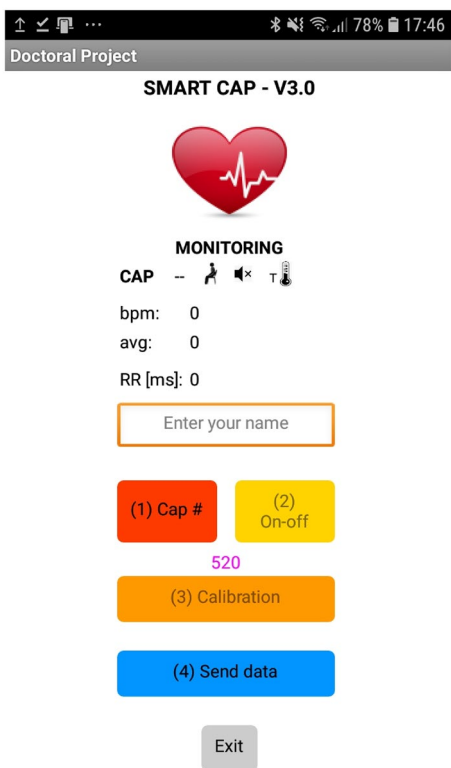 78% 17:46
Doctoral Project
SMART CAP - V3.0
MONITORING
CAP -- T
bpm: 0
avg: 0
RR [ms]: 0
Enter your name
(1) Cap #
(2)
On-off
520
(3) Calibration
(4) Send data
Exit